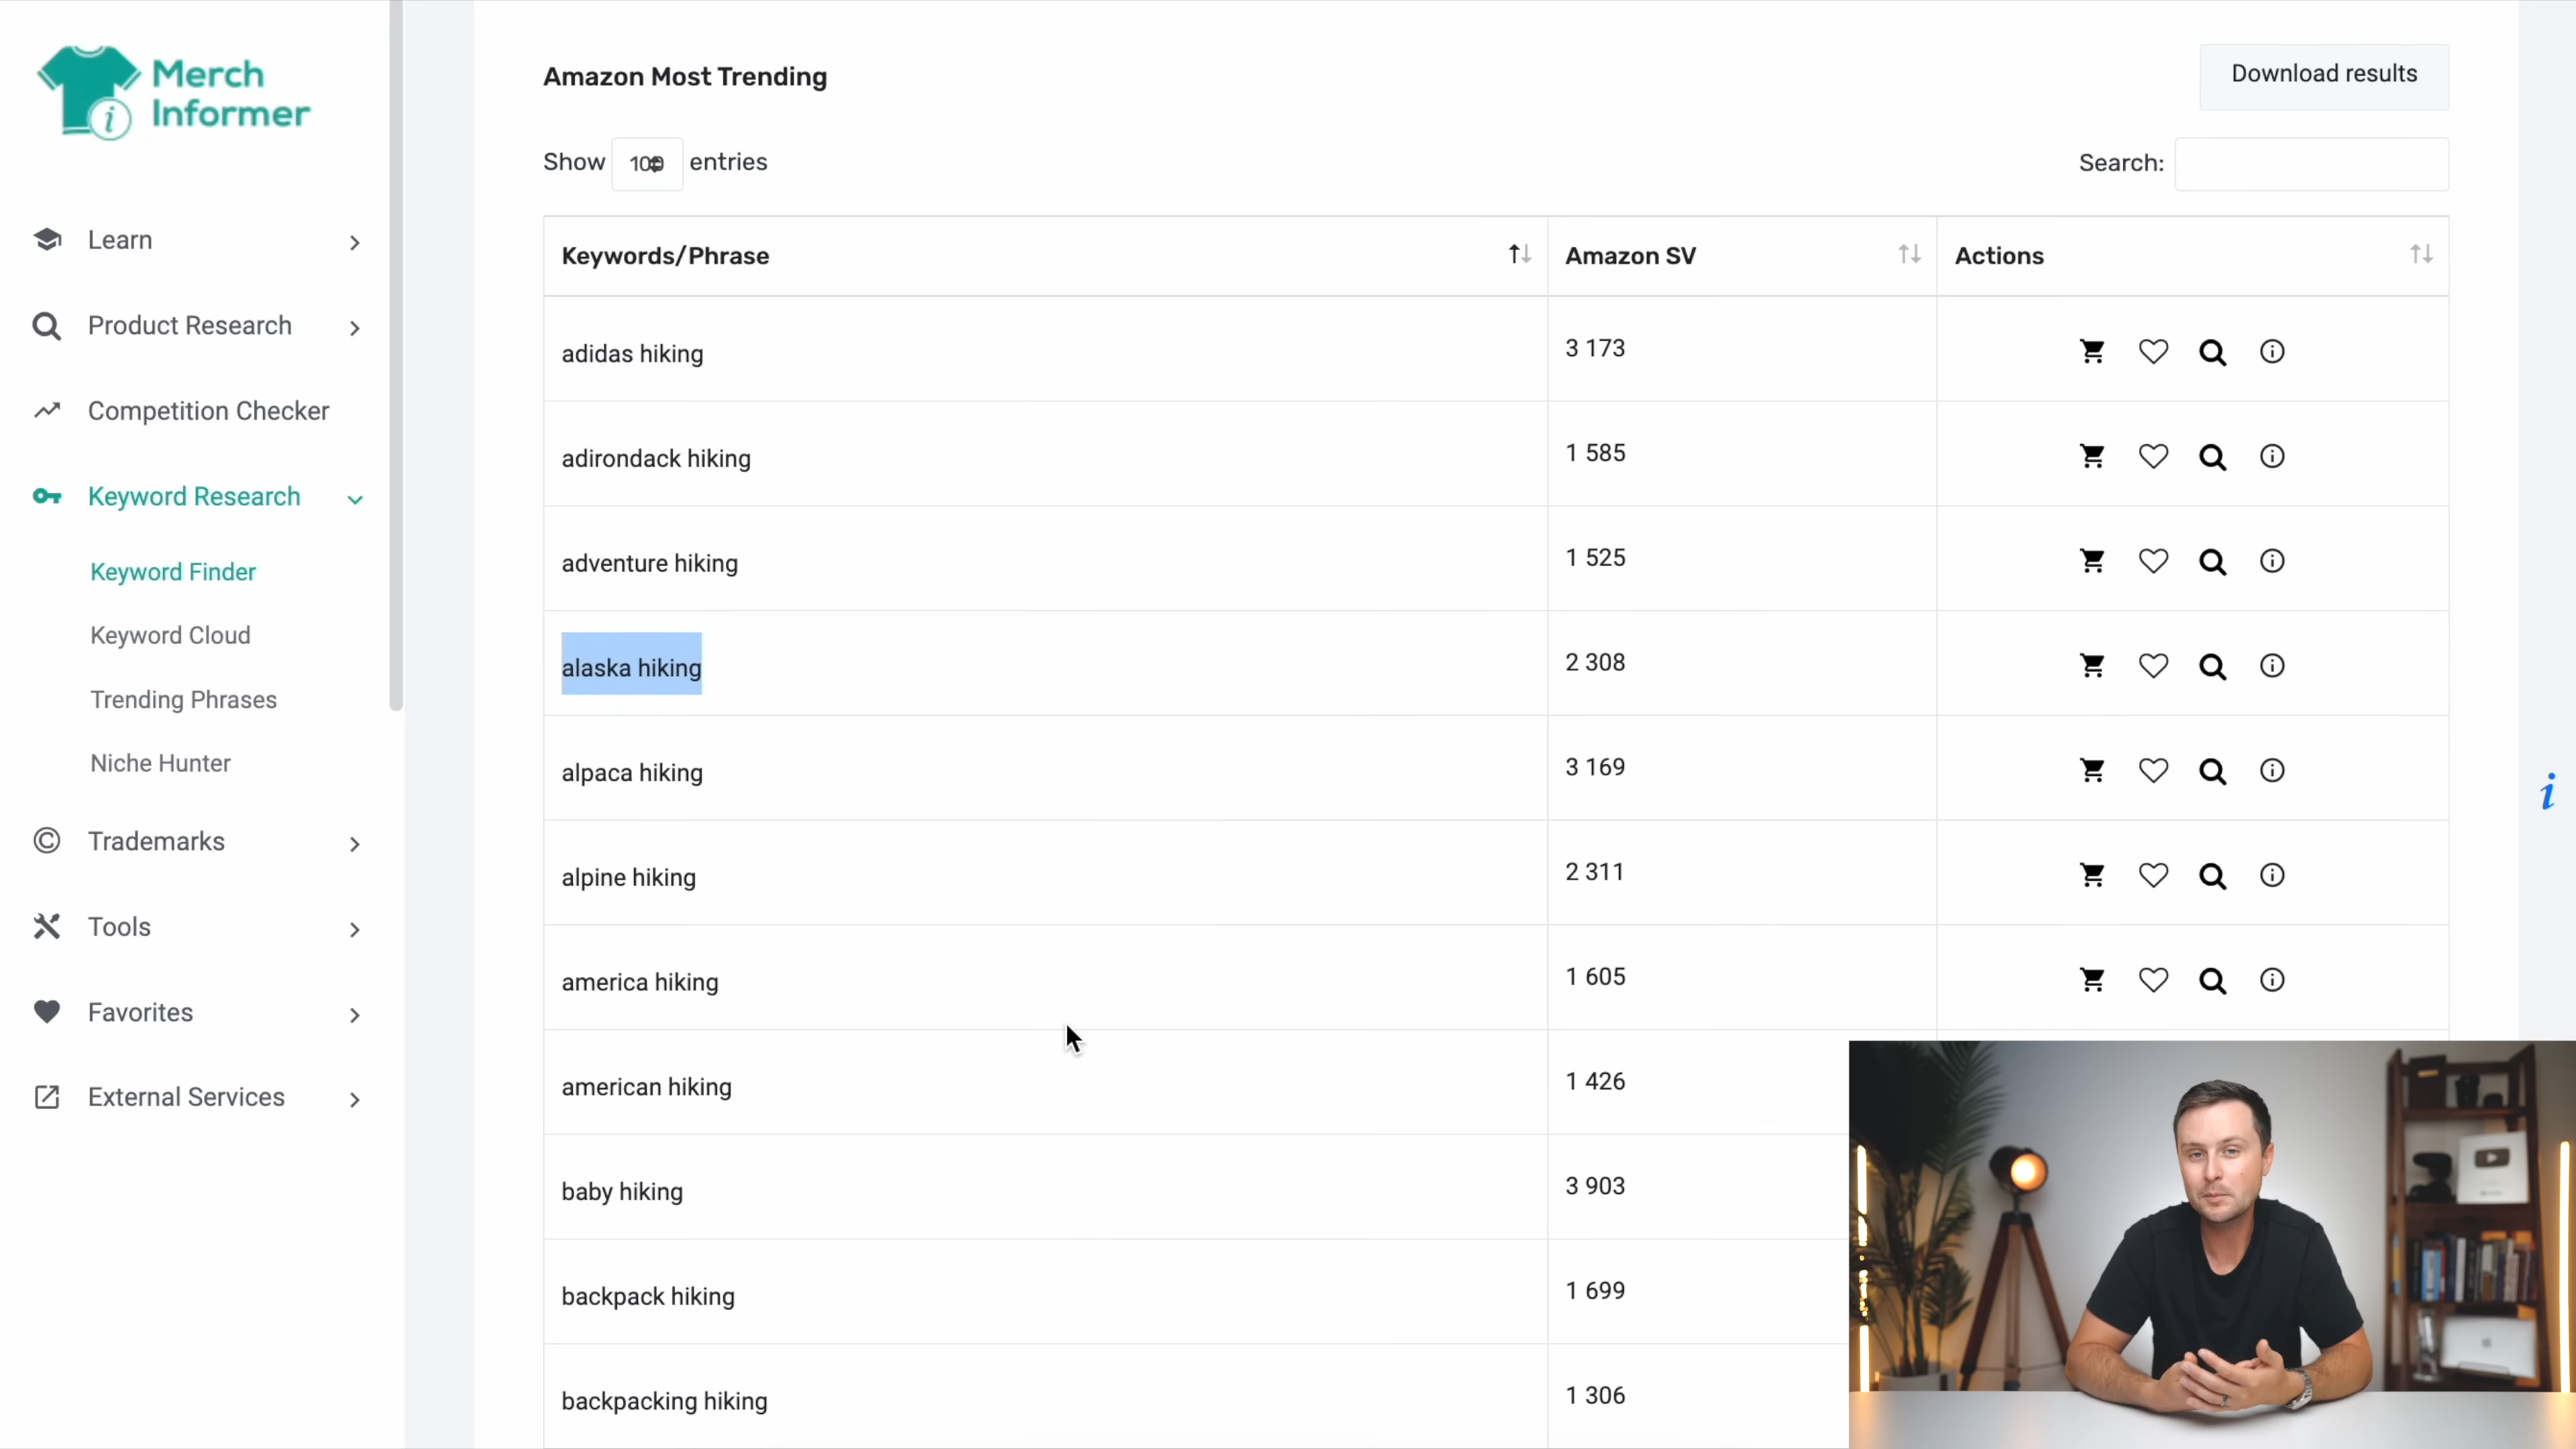 Merch
Informer
Learn
Product Research
Competition Checker
Keyword Research
Keyword Finder
Keyword Cloud
Trending Phrases
Niche Hunter
Trademarks
Tools
Favorites
External Services
Amazon Most Trending
Download results
Show 100 entries
Search:
Keywords/Phrase Amazon SV Actions
adidas hiking 3 173
adirondack hiking 1 585
adventure hiking 1 525
alaska hiking 2 308
alpaca hiking 3 169
alpine hiking 2 311
america hiking 1 605
american hiking 1 426
baby hiking 3 903
backpack hiking 1 699
backpacking hiking 1 306